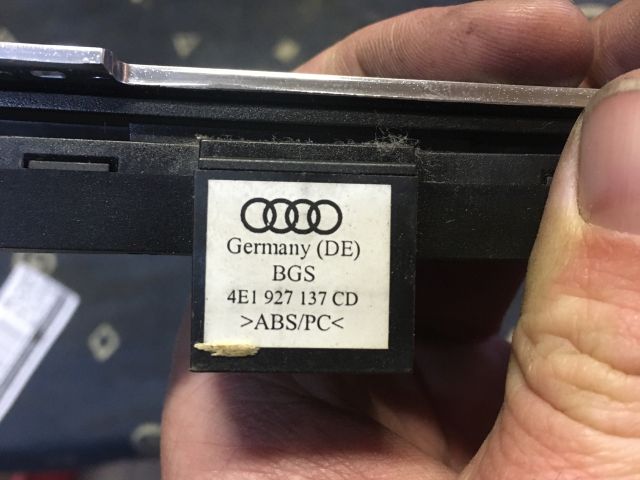 Germany (DE)
BGS
4E1 927 137 CD
>ABS/PC<